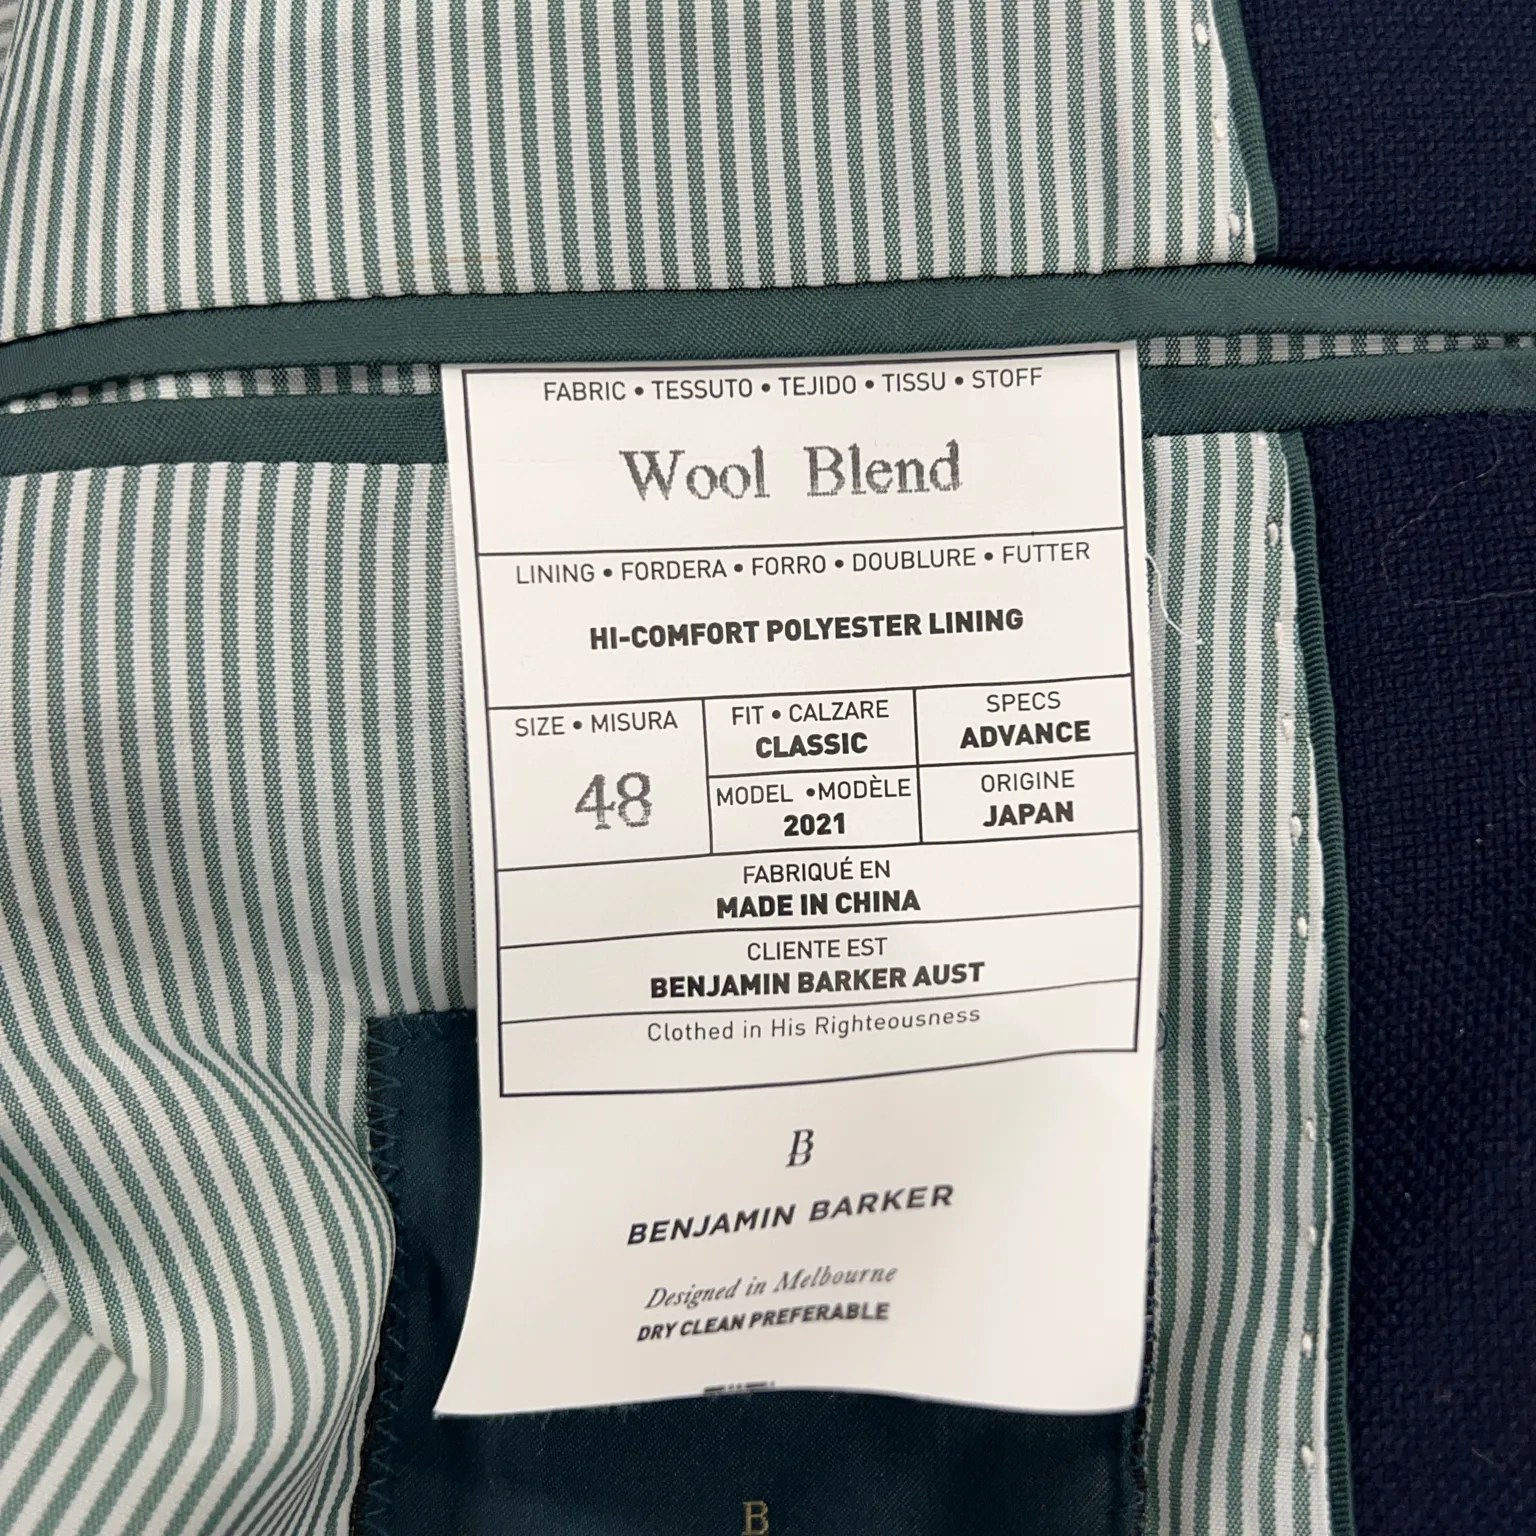 FABRIC • TESSUTO • TEJIDO • TISSU • STOFF
Wool Blend
LINING • FORDERA • FORRO • DOUBLURE • FUTTER
HI-COMFORT POLYESTER LINING
SIZE • MISURA
48
FIT • CALZARE
CLASSIC
SPECS
ADVANCE
MODEL •MODÈLE
2021
ORIGINE
JAPAN
FABRIQUÉ EN
MADE IN CHINA
CLIENTE EST
BENJAMIN BARKER AUST
Clothed in His Righteousness
B
BENJAMIN BARKER
Designed in Melbourne
DRY CLEAN PREFERABLE
B